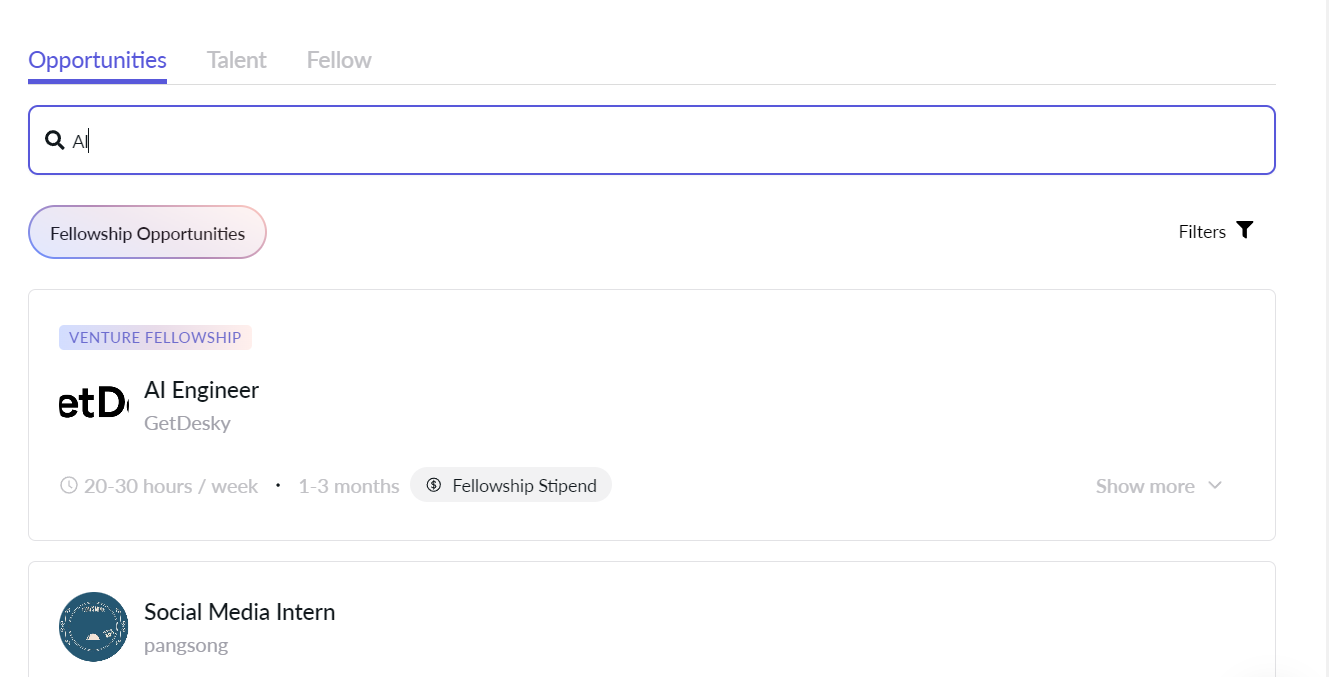 Opportunities Talent Fellow
AI
Fellowship Opportunities
Filters
VENTURE FELLOWSHIP
etD
AI Engineer
GetDesky
20-30 hours / week · 1-3 months Fellowship Stipend Show more
Social Media Intern
pangsong